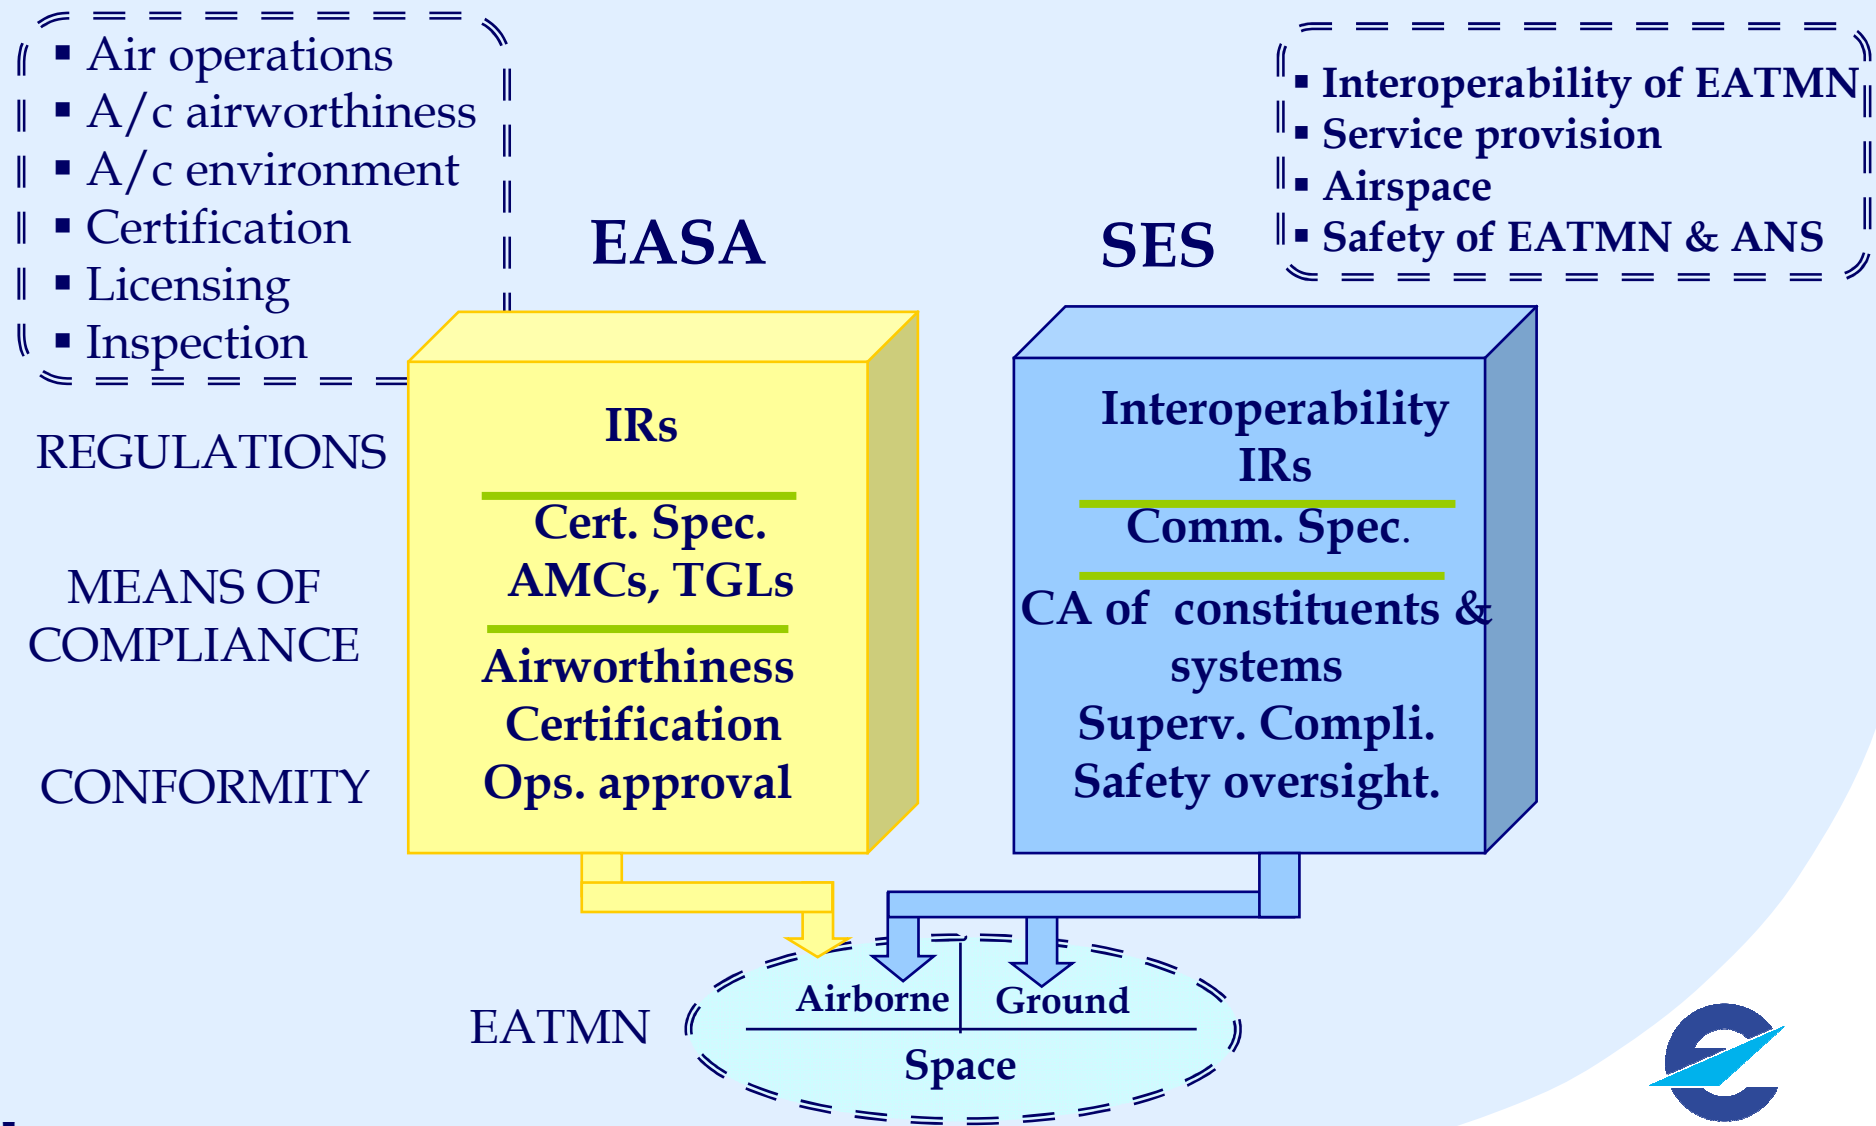 ▪ Air operations
▪ A/c airworthiness
▪ A/c environment
▪ Certification
▪ Licensing
▪ Inspection
▪ Interoperability of EATMN
▪ Service provision
▪ Airspace
▪ Safety of EATMN & ANS
EASA
SES
REGULATIONS
MEANS OF
COMPLIANCE
CONFORMITY
IRs
Cert. Spec.
AMCs, TGLs
Airworthiness
Certification
Ops. approval
Interoperability
IRs
Comm. Spec.
CA of constituents &
systems
Superv. Compli.
Safety oversight.
EATMN
Airborne
Ground
Space